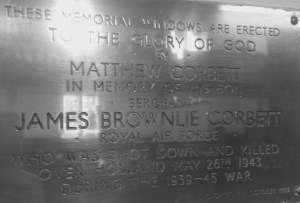 THESE MEMORIAL WINDOWS ARE ERECTED
TO THE GLORY OF GOD
BY
MATTHEW CORBETT
IN MEMORY OF HIS SON
SERGEANT
JAMES BROWNLIE CORBETT
ROYAL AIR FORCE
WHO WAS SHOT DOWN AND KILLED
OVER HOLLAND MAY 26TH 1943
DURING THE 1939-45 WAR.